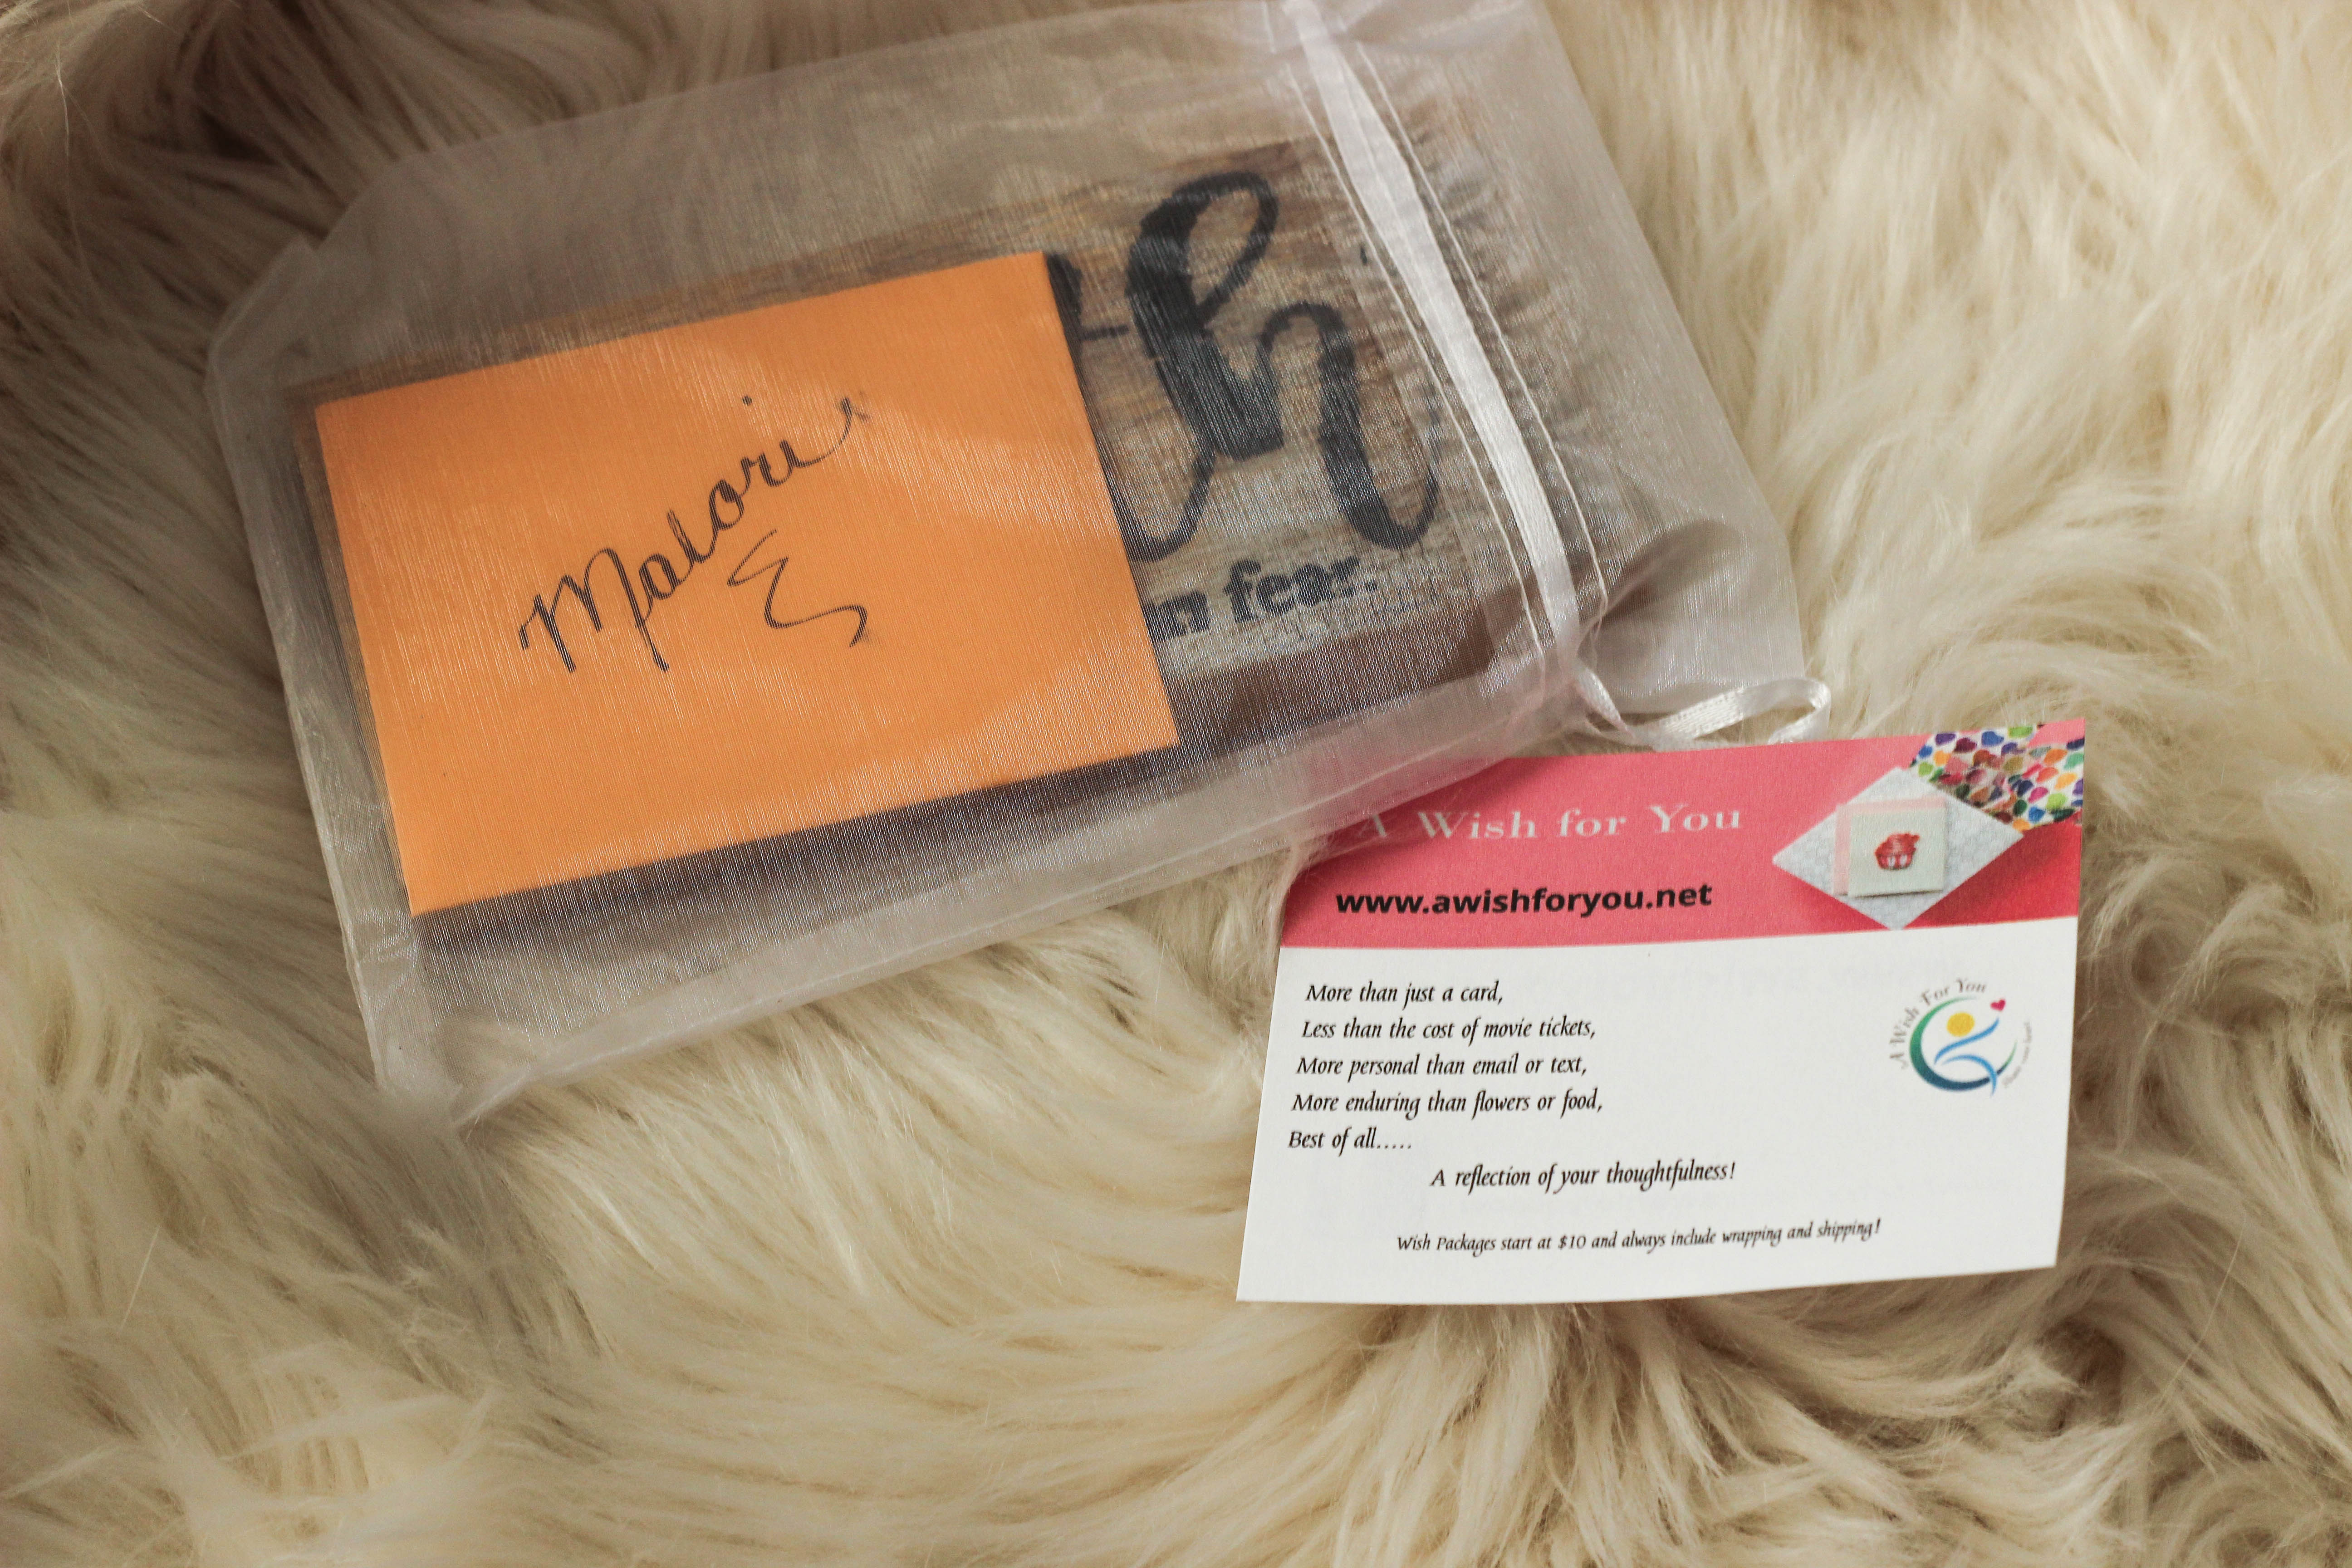 Malorie
th
fear.
A Wish for You
www.awishforyou.net
More than just a card,
Less than the cost of movie tickets,
More personal than email or text,
More enduring than flowers or food,
Best of all.....
A reflection of your thoughtfulness!
Wish Packages start at $10 and always include wrapping and shipping!
A Wish For You